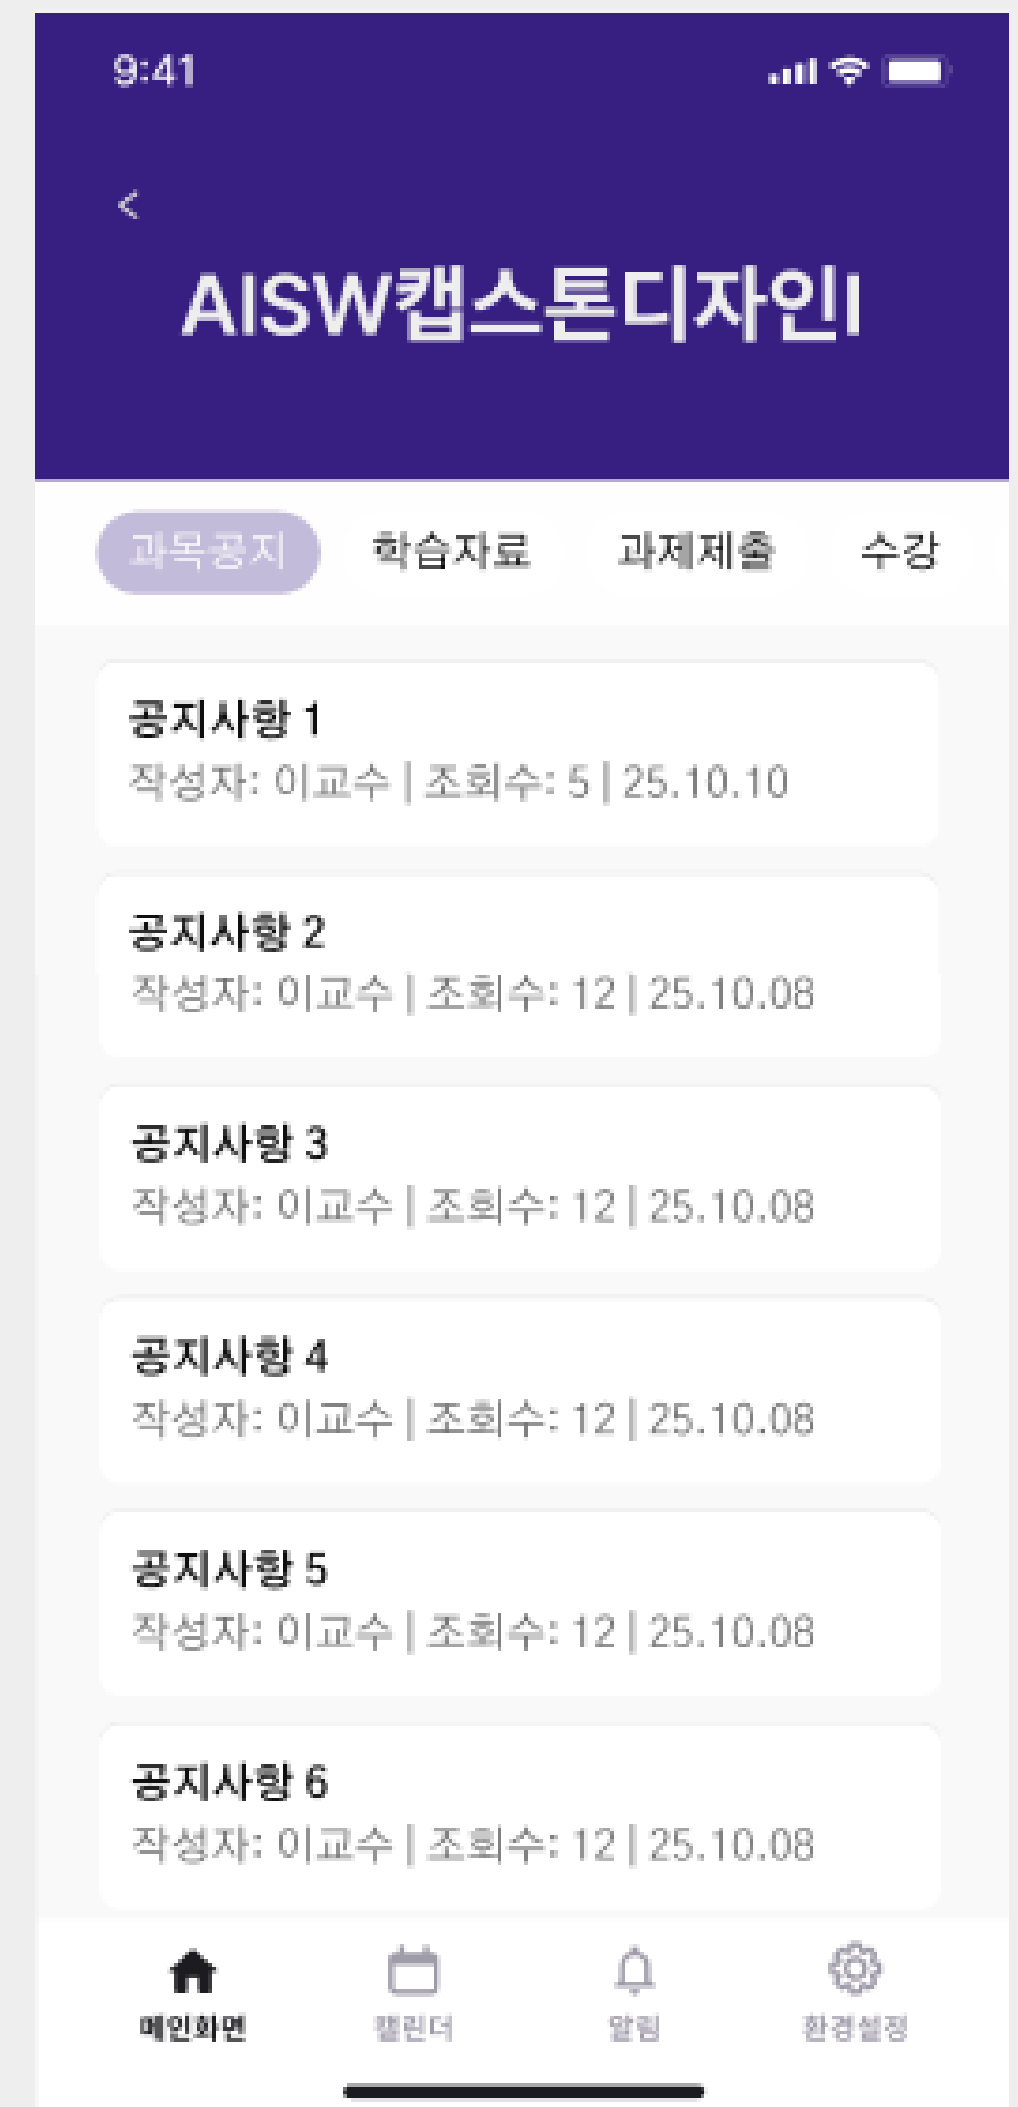 9:41
<
AISW캡스톤디자인I
과목공지 학습자료 과제제출 수강
공지사항 1
작성자: 이교수 | 조회수: 5 | 25.10.10
공지사항 2
작성자: 이교수 | 조회수: 12 | 25.10.08
공지사항 3
작성자: 이교수 | 조회수: 12 | 25.10.08
공지사항 4
작성자: 이교수 | 조회수: 12 | 25.10.08
공지사항 5
작성자: 이교수 | 조회수: 12 | 25.10.08
공지사항 6
작성자: 이교수 | 조회수: 12 | 25.10.08
메인화면 캘린더 알림 환경설정